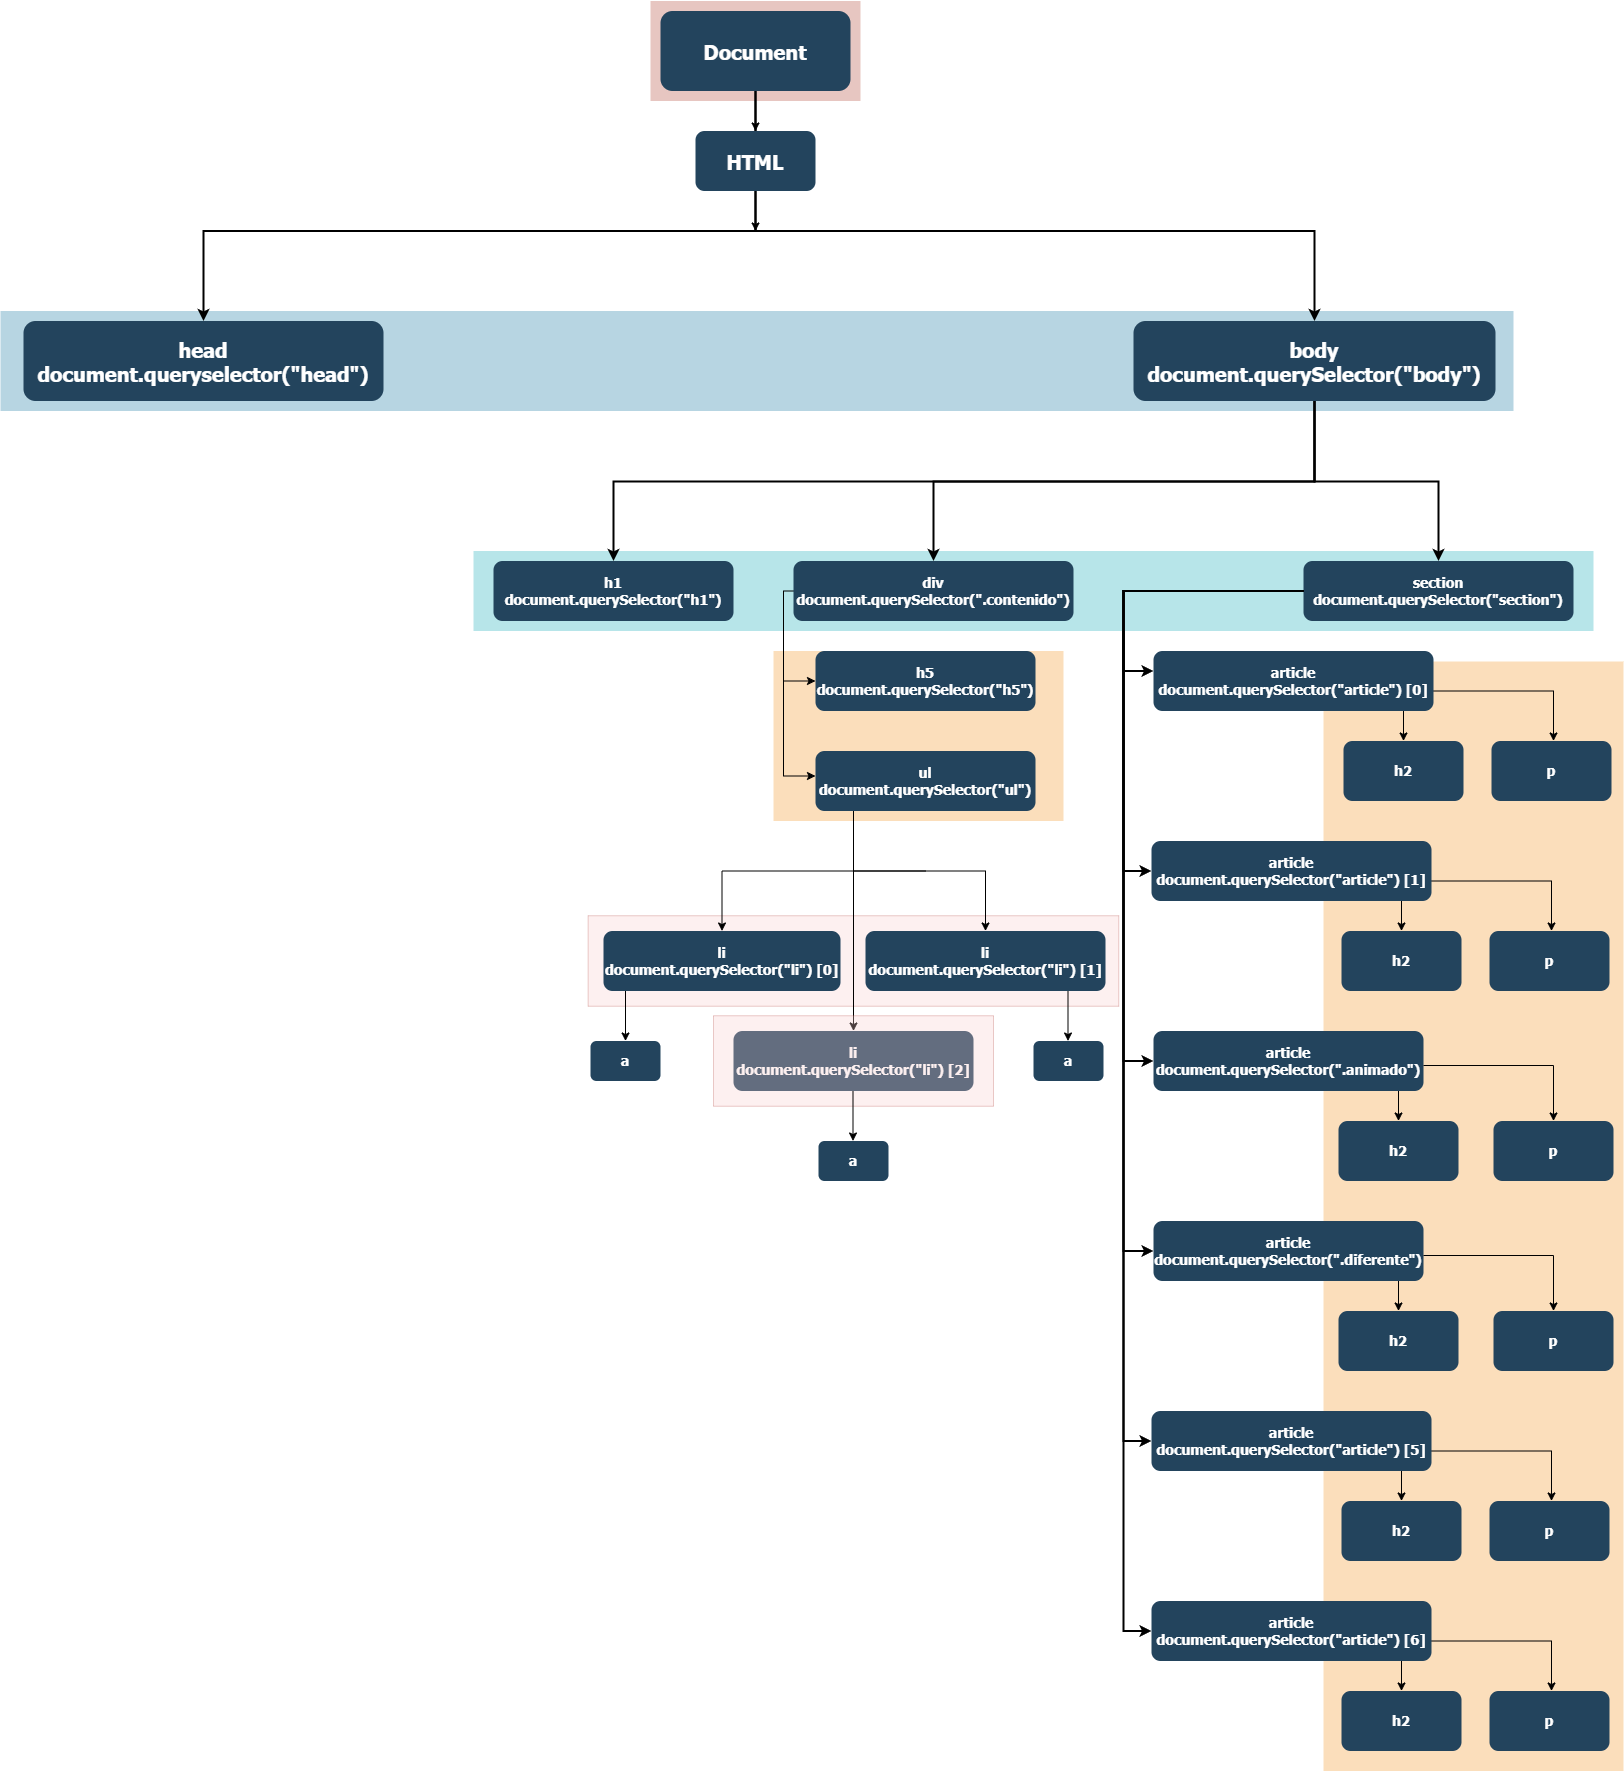 Document
HTML
head
document.queryselector("head")
body
document.querySelector("body")
h1
document.querySelector("h1")
div
document.querySelector(".contenido")
section
document.querySelector("section")
h5
document.querySelector("h5")
ul
document.querySelector("ul")
li
document.querySelector("li") [0]
li
document.querySelector("li") [1]
a
li
document.querySelector("li") [2]
a
a
article
document.querySelector("article") [0]
h2
p
article
document.querySelector("article") [1]
h2
p
article
document.querySelector(".animado")
h2
p
article
document.querySelector(".diferente")
h2
p
article
document.querySelector("article") [5]
h2
p
article
document.querySelector("article") [6]
h2
p